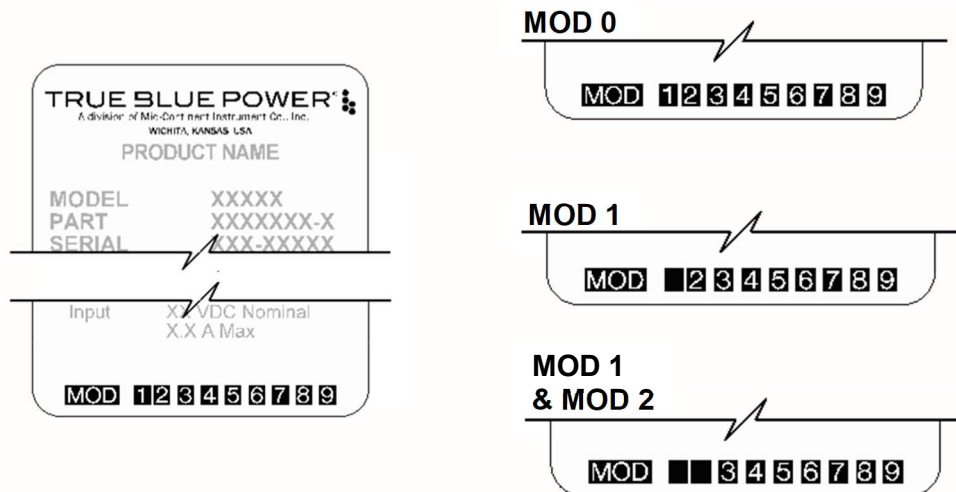 TRUE BLUE POWER
A division of Mid-Continent Instrument Co., Inc.
WICHITA, KANSAS USA
PRODUCT NAME
MODEL XXXXX
PART XXXXXXX-X
SERIAL XXX-XXXXX
Input XX VDC Nominal
X.X A Max
MOD 1 2 3 4 5 6 7 8 9
MOD 0
MOD 1 2 3 4 5 6 7 8 9
MOD 1
MOD 2 3 4 5 6 7 8 9
MOD 1
& MOD 2
MOD 3 4 5 6 7 8 9